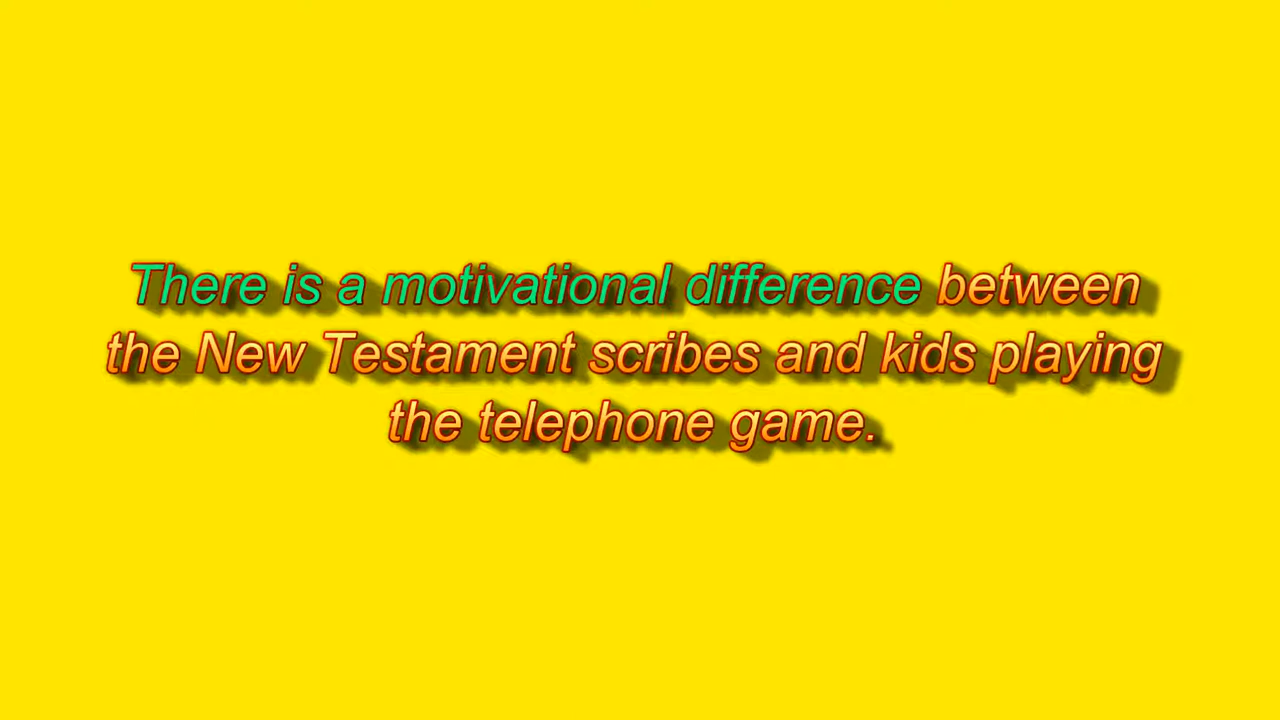 There is a motivational difference between
the New Testament scribes and kids playing
the telephone game.